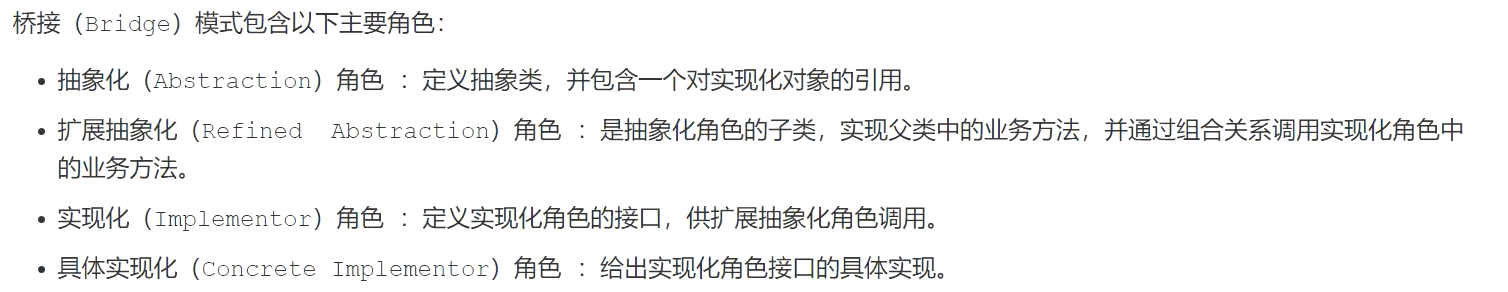 桥接（Bridge）模式包含以下主要角色：
• 抽象化（Abstraction）角色 ：定义抽象类，并包含一个对实现化对象的引用。
• 扩展抽象化（Refined  Abstraction）角色 ：是抽象化角色的子类，实现父类中的业务方法，并通过组合关系调用实现化角色中
的业务方法。
• 实现化（Implementor）角色 ：定义实现化角色的接口，供扩展抽象化角色调用。
• 具体实现化（Concrete Implementor）角色 ：给出实现化角色接口的具体实现。